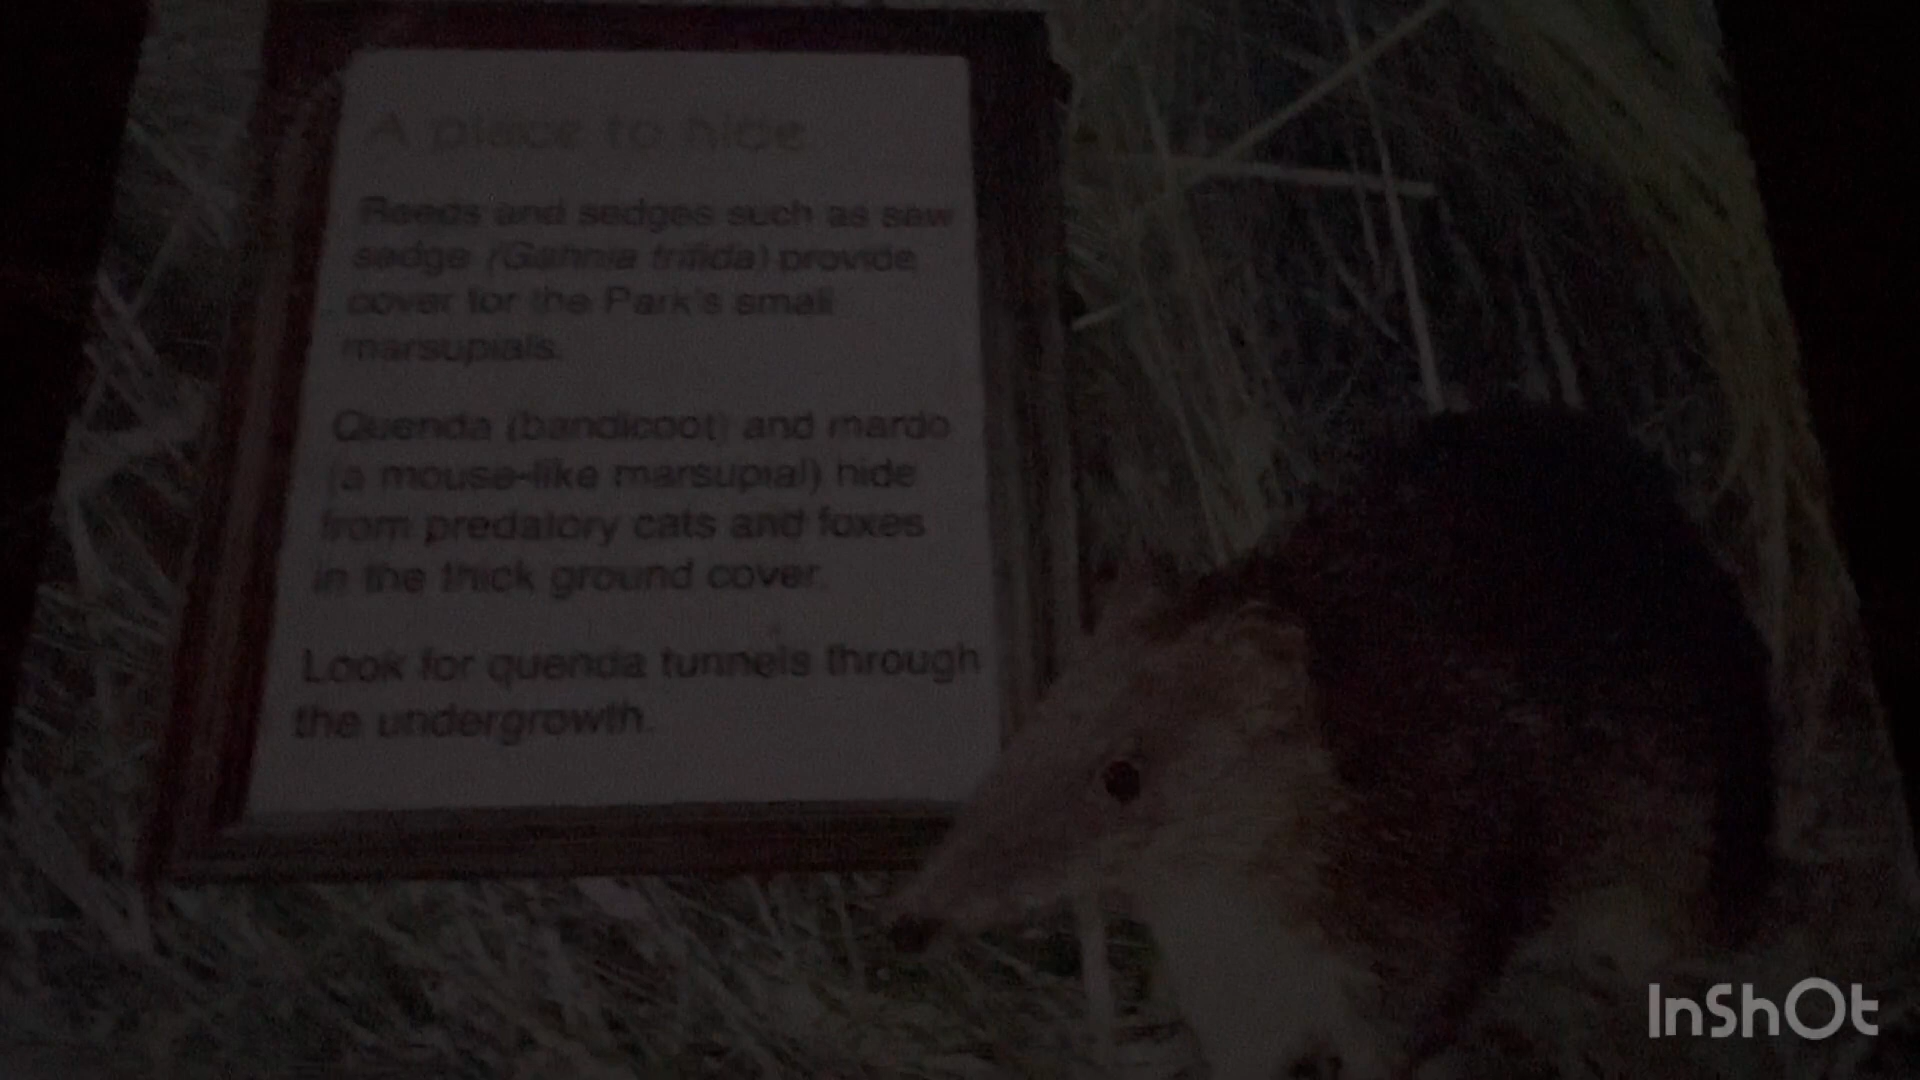 A place to hide
Reeds and sedges such as saw
sedge (Gahnia trifida) provide
cover for the Park's small
marsupials.
Quenda (bandicoot) and mardo
(a mouse-like marsupial) hide
from predatory cats and foxes
in the thick ground cover.
Look for quenda tunnels through
the undergrowth.
InShOt